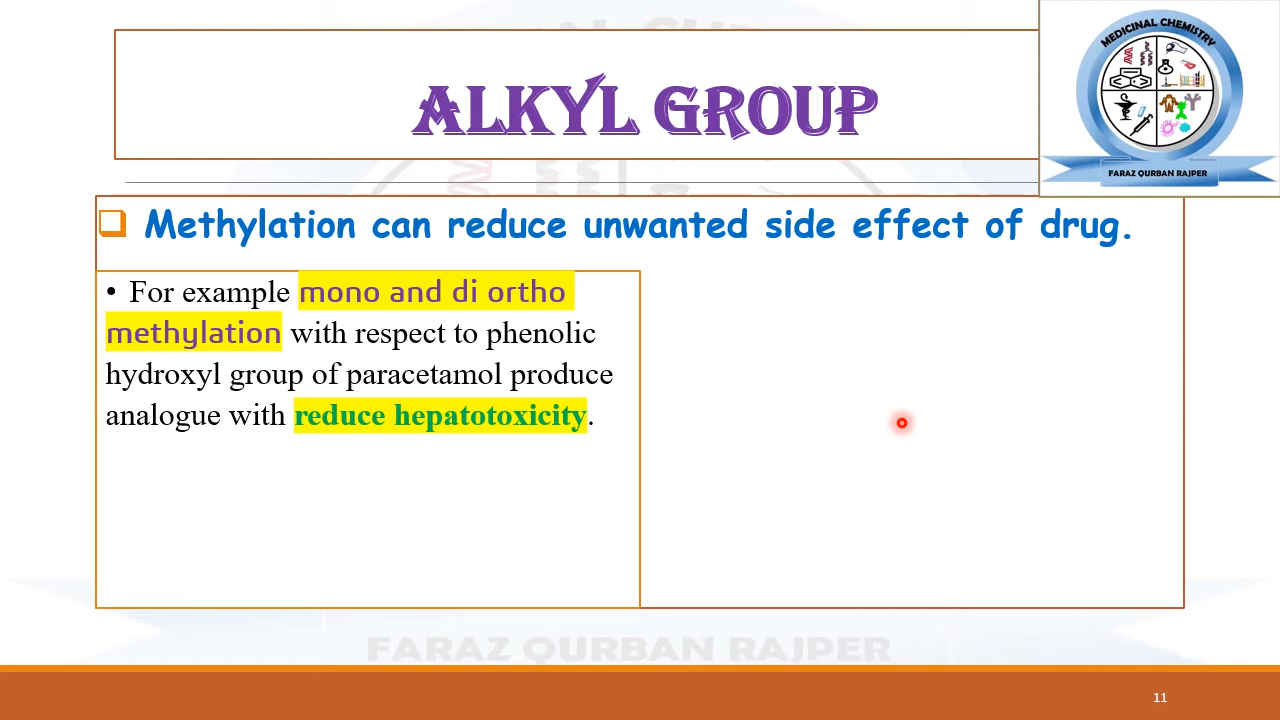 ALKYL GROUP
MEDICINAL CHEMISTRY
FARAZ QURBAN RAJPER
Methylation can reduce unwanted side effect of drug.
• For example mono and di ortho
methylation with respect to phenolic
hydroxyl group of paracetamol produce
analogue with reduce hepatotoxicity.
FARAZ QURBAN RAJPER
11